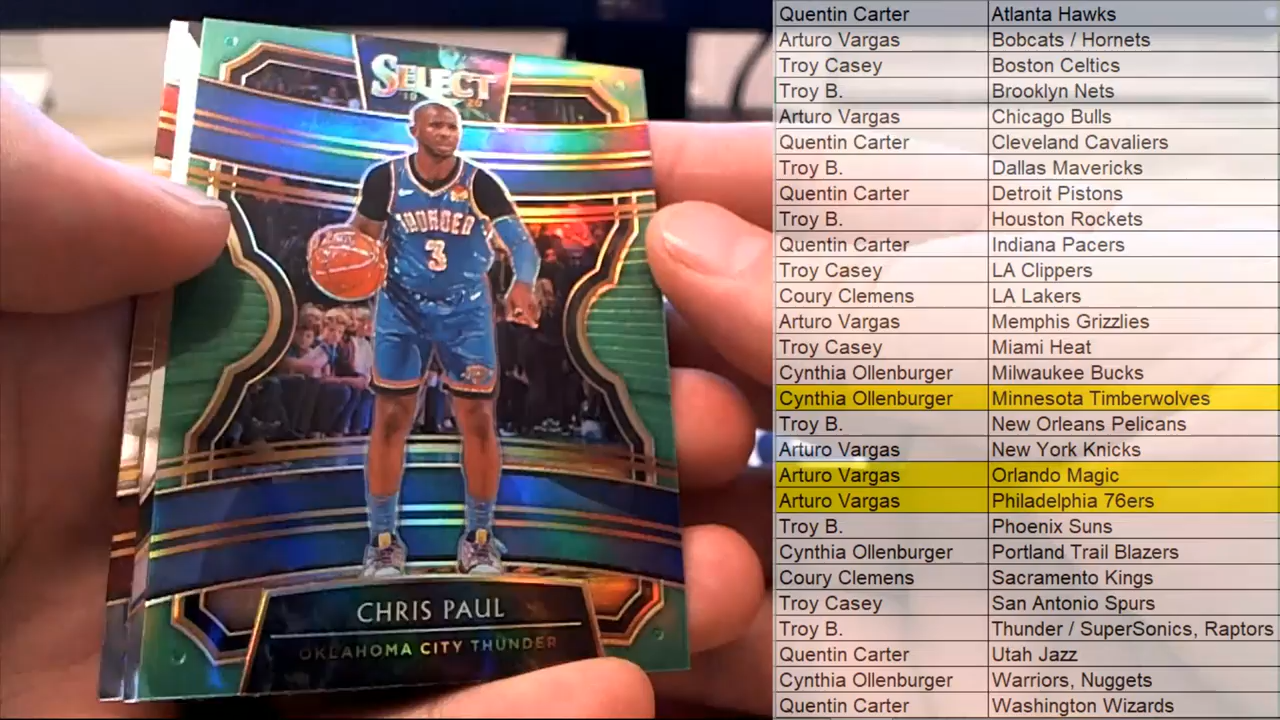 SELECT
19 20
THUNDER
3
CHRIS PAUL
OKLAHOMA CITY THUNDER
Quentin Carter Atlanta Hawks
Arturo Vargas Bobcats / Hornets
Troy Casey Boston Celtics
Troy B. Brooklyn Nets
Arturo Vargas Chicago Bulls
Quentin Carter Cleveland Cavaliers
Troy B. Dallas Mavericks
Quentin Carter Detroit Pistons
Troy B. Houston Rockets
Quentin Carter Indiana Pacers
Troy Casey LA Clippers
Coury Clemens LA Lakers
Arturo Vargas Memphis Grizzlies
Troy Casey Miami Heat
Cynthia Ollenburger Milwaukee Bucks
Cynthia Ollenburger Minnesota Timberwolves
Troy B. New Orleans Pelicans
Arturo Vargas New York Knicks
Arturo Vargas Orlando Magic
Arturo Vargas Philadelphia 76ers
Troy B. Phoenix Suns
Cynthia Ollenburger Portland Trail Blazers
Coury Clemens Sacramento Kings
Troy Casey San Antonio Spurs
Troy B. Thunder / SuperSonics, Raptors
Quentin Carter Utah Jazz
Cynthia Ollenburger Warriors, Nuggets
Quentin Carter Washington Wizards